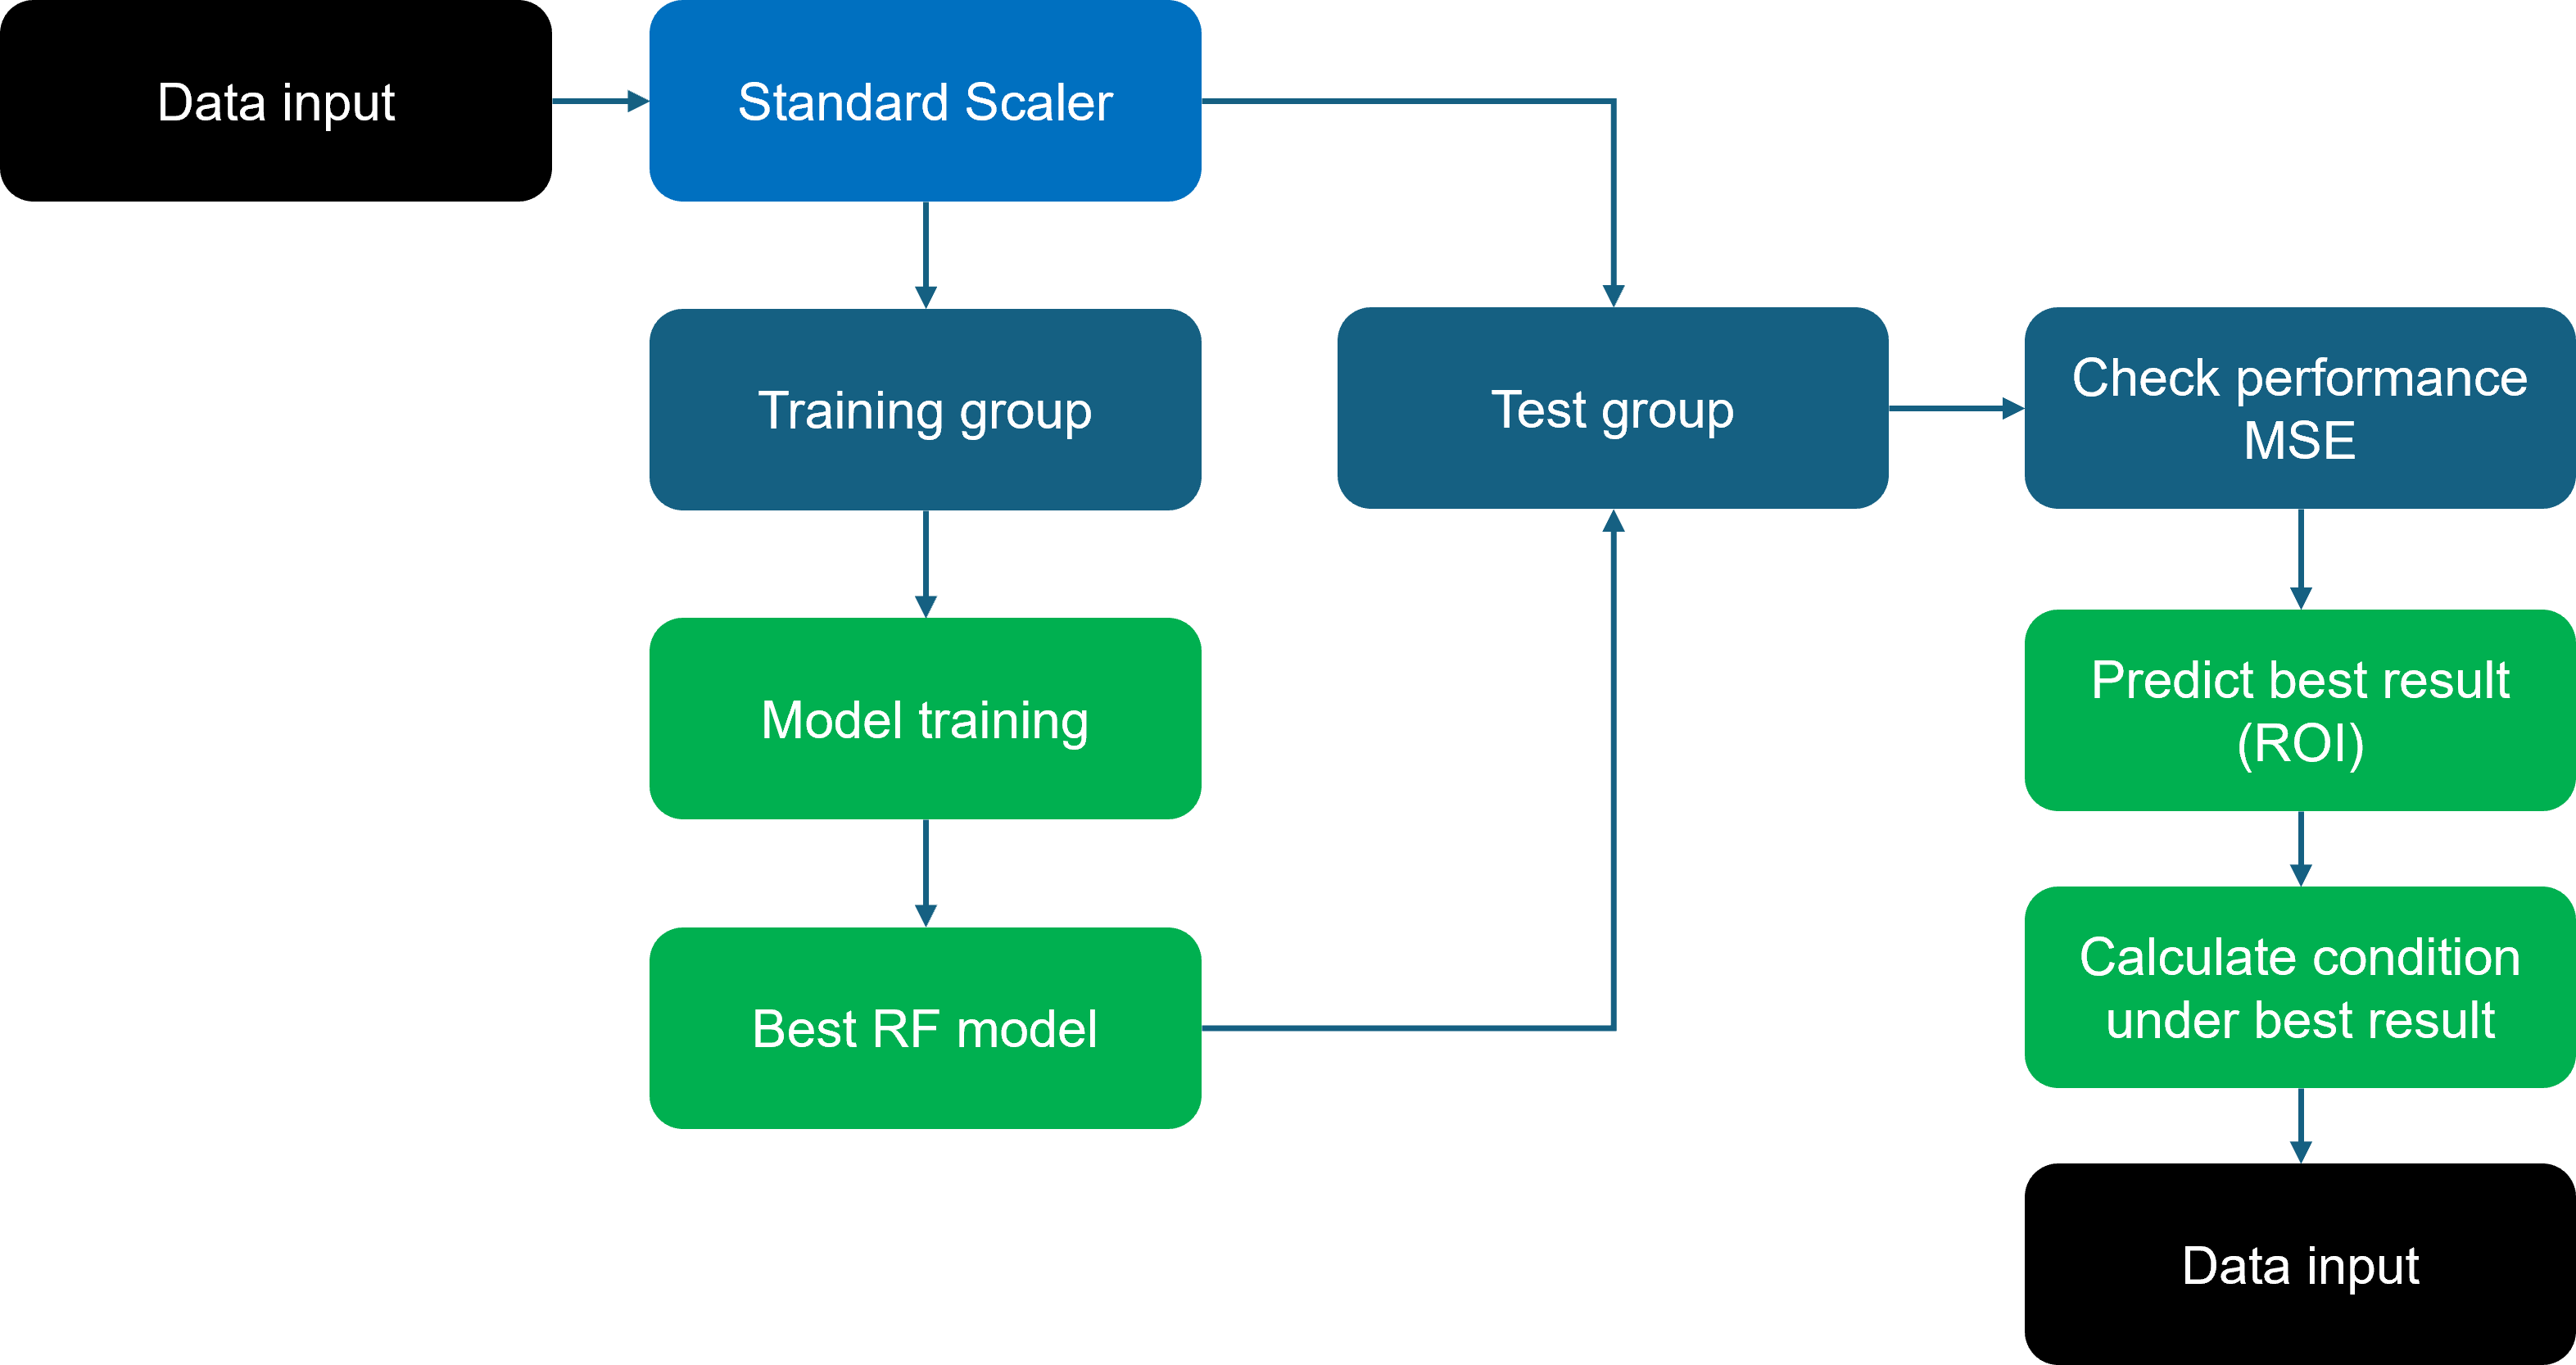 Data input
Standard Scaler
Training group
Test group
Check performance
MSE
Model training
Predict best result
(ROI)
Best RF model
Calculate condition
under best result
Data input